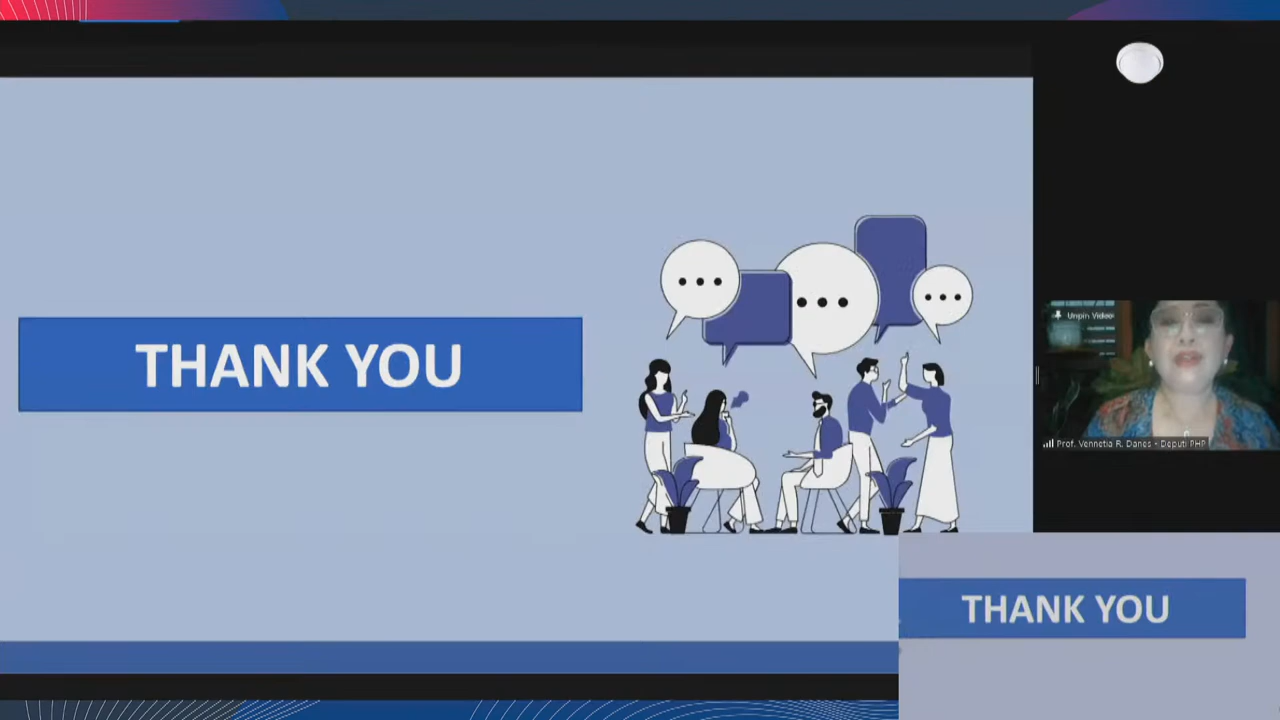 THANK YOU
Unpin Video
Prof. Vennetia R. Danes - Deputi PHP
THANK YOU